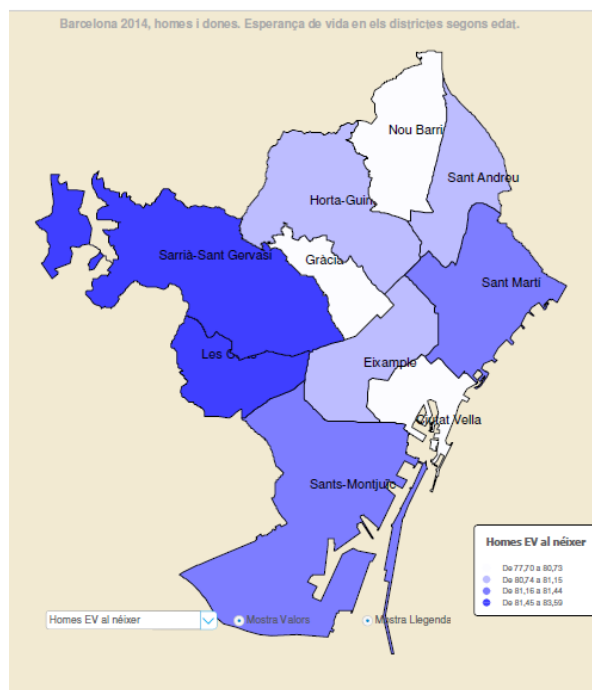 Barcelona 2014, homes i dones. Esperança de vida en els districtes segons edat.
Nou Barri
Sant Andreu
Horta-Guin
Sarrià-Sant Gervasi
Gràcia
Sant Martí
Les Corts
Eixample
Ciutat Vella
Sants-Montjuïc
Homes EV al néixer
De 77,70 a 80,73
De 80,74 a 81,15
De 81,16 a 81,44
De 81,45 a 83,59
Homes EV al néixer
Mostra Valors
Mostra Llegenda